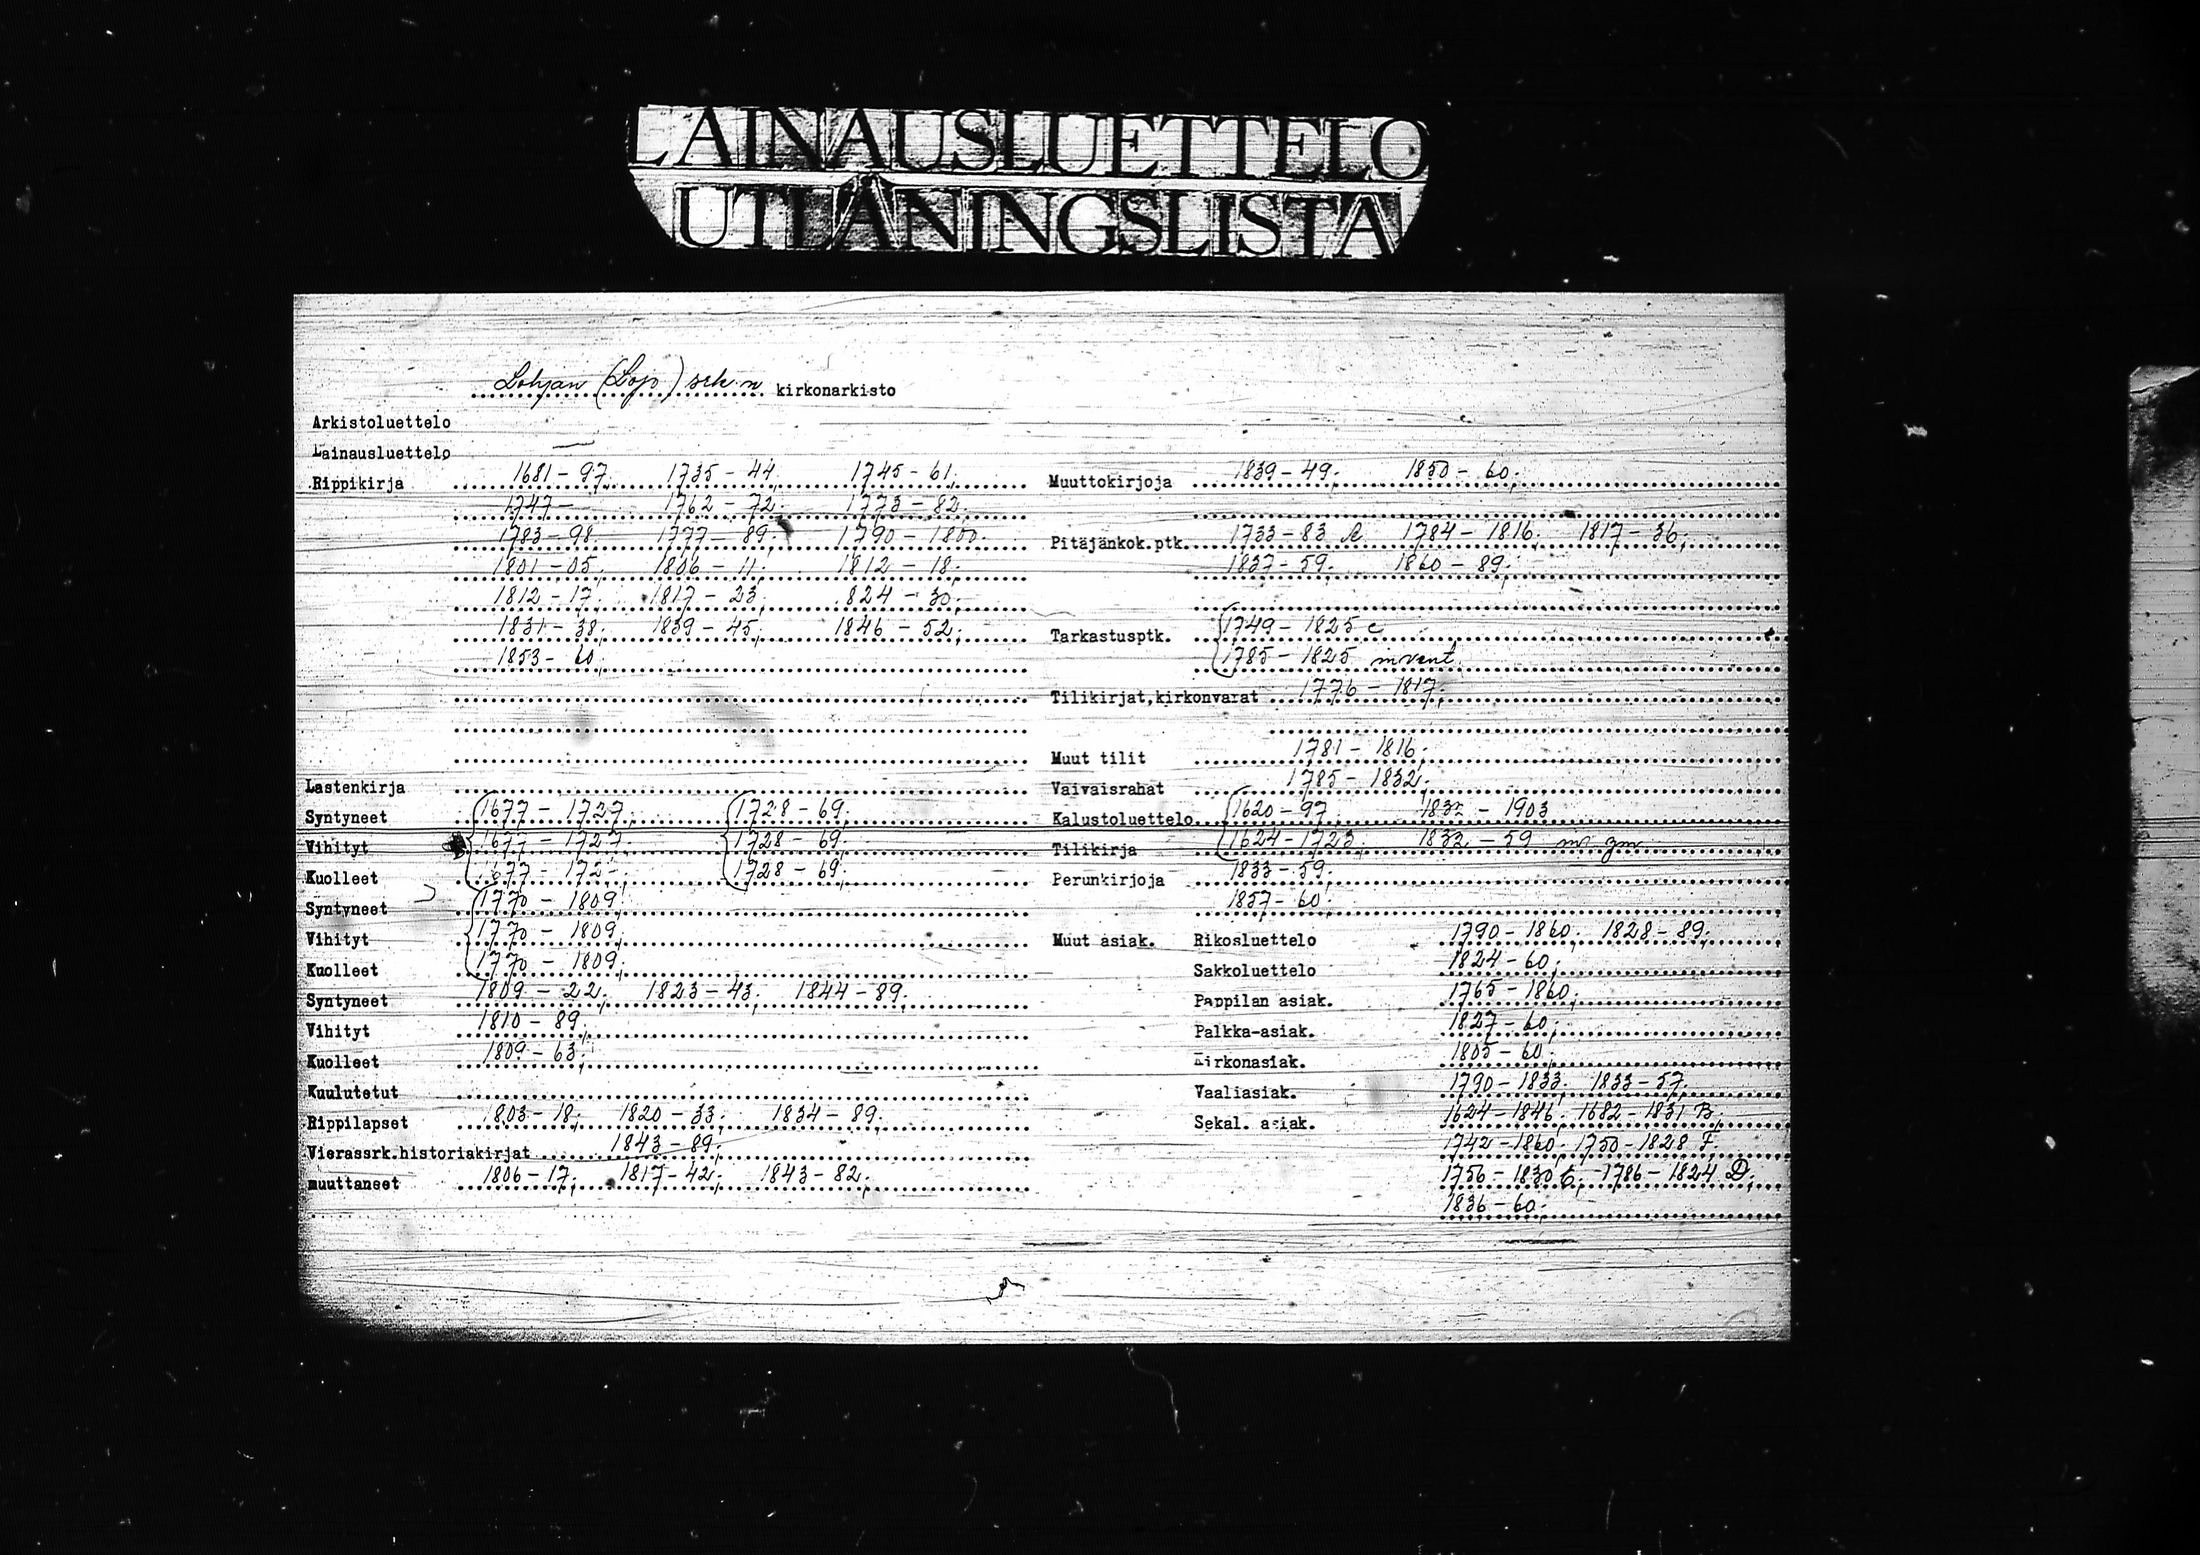 LAINAUSLUETTELO
UTLÅNINGSLISTA
Lohjan (Lojo) srk:n kirkonarkisto
Arkistoluettelo
Lainausluettelo
Rippikirja 1681-97. 1735-44, 1745-61,
1747- 1762-72. 1773-82,
1783-98. 1777-89. 1790-1800.
1801-05, 1806-11, 1812-18,
1812-17, 1817-23, 824-30,
1831-38, 1839-45, 1846-52,
1853-60,
Lastenkirja
Syntyneet 1677-1727, 1728-69,
Vihityt 1677-1727, 1728-69,
Kuolleet 1677-172 1728-69,
Syntyneet 1770-1809,
Vihityt 1770-1809,
Kuolleet 1770-1809,
Syntyneet 1809-22, 1823-43, 1844-89,
Vihityt 1810-89,
Kuolleet 1809-63,
Kuulutetut
Rippilapset 1803-18, 1820-33, 1834-89,
Vierassrk.historiakirjat 1843-89,
muuttaneet 1806-17, 1817-42, 1843-82,
Muuttokirjoja 1839-49, 1850-60,
Pitäjänkok.ptk. 1733-83 1784-1816, 1817-36,
1837-59, 1860-89,
Tarkastusptk. 1749-1825 c
1785-1825 invent.
Tilikirjat,kirkonvarat 1776-1817,
Muut tilit 1781-1816,
Vaivaisrahat 1785-1832,
Kalustoluettelo 1620-97, 1832-1903
Tilikirja 1624-1723, 1832-59
Perunkirjoja 1833-59,
1857-60,
Muut asiak. Rikosluettelo 1790-1860, 1828-89,
Sakkoluettelo 1824-60,
Pappilan asiak. 1765-1860,
Palkka-asiak. 1827-60,
Kirkonasiak. 1805-60,
Vaaliasiak. 1790-1833, 1833-57,
Sekal. asiak. 1624-1846, 1682-1831 B,
1742-1860, 1750-1828 F,
1756-1830 C, 1786-1824 D,
1836-60,